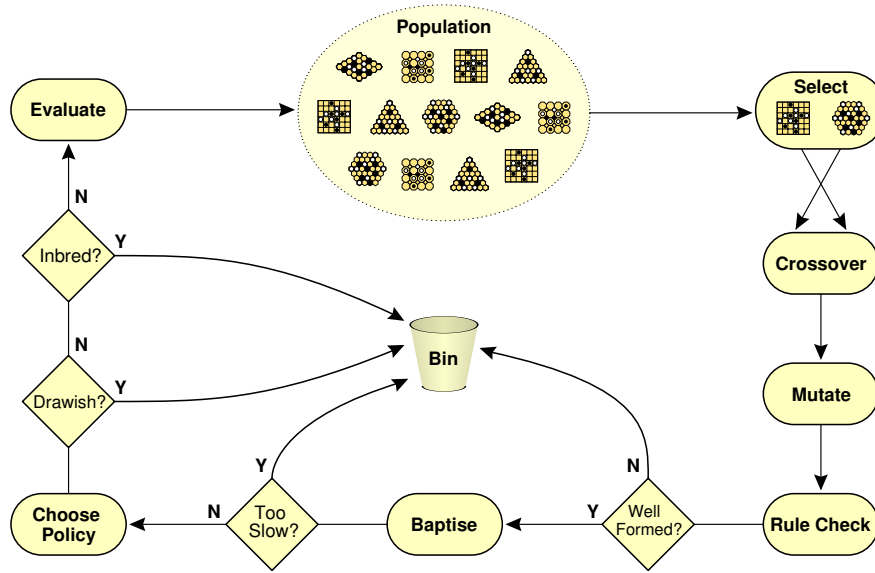 Population
Evaluate
Select
N
Inbred?
Y
Crossover
Bin
N
Drawish?
Y
Mutate
Y
N
Choose
Policy
N
Too
Slow?
Baptise
Y
Well
Formed?
Rule Check